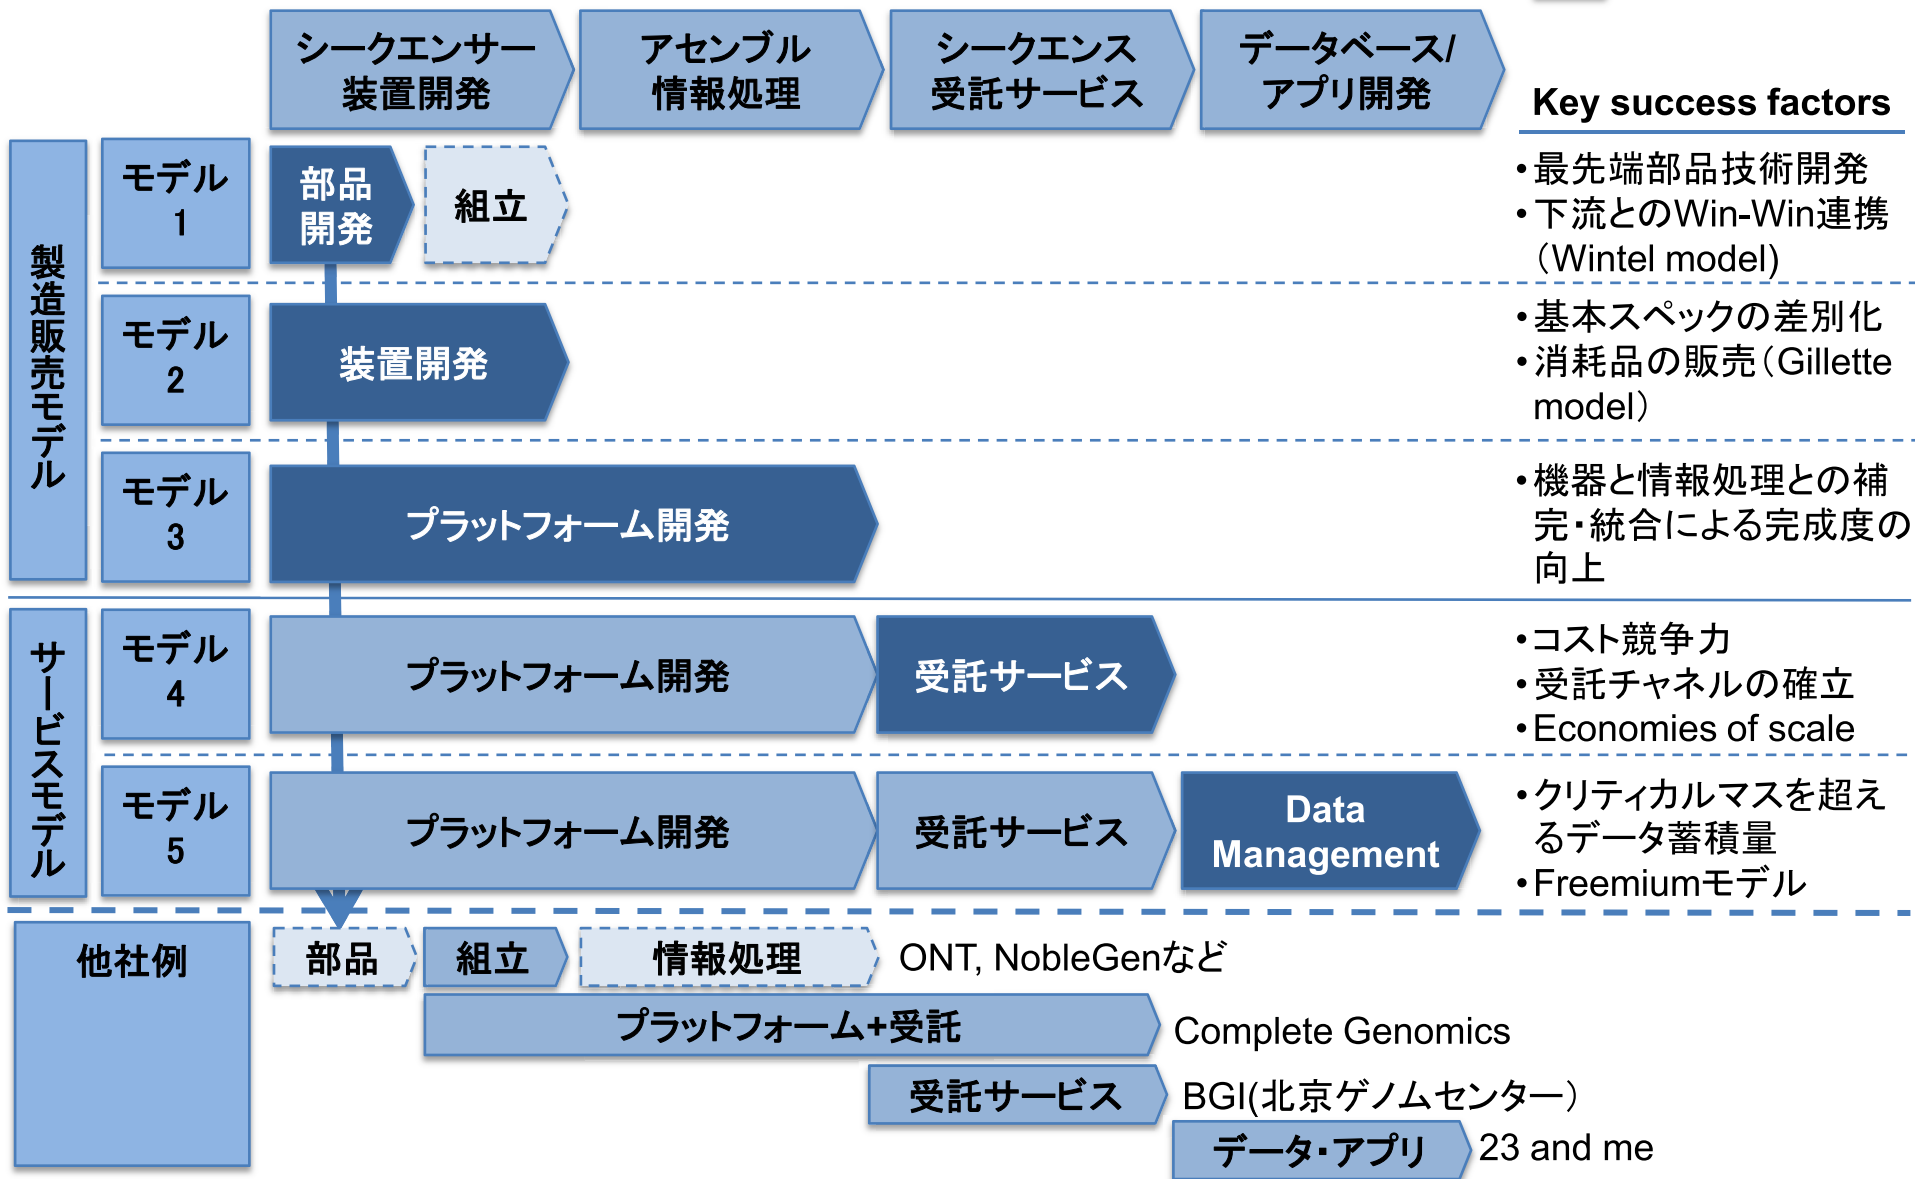 シークエンサー
装置開発
アセンブル
情報処理
シークエンス
受託サービス
データベース/
アプリ開発
Key success factors
製造販売モデル
モデル
1
部品
開発
組立
•最先端部品技術開発
•下流とのWin-Win連携
（Wintel model)
モデル
2
装置開発
•基本スペックの差別化
•消耗品の販売（Gillette
model）
モデル
3
プラットフォーム開発
•機器と情報処理との補
完・統合による完成度の
向上
サービスモデル
モデル
4
プラットフォーム開発
受託サービス
•コスト競争力
•受託チャネルの確立
•Economies of scale
モデル
5
プラットフォーム開発
受託サービス
Data
Management
•クリティカルマスを超え
るデータ蓄積量
•Freemiumモデル
他社例
部品
組立
情報処理
ONT, NobleGenなど
プラットフォーム+受託
Complete Genomics
受託サービス
BGI(北京ゲノムセンター）
データ・アプリ
23 and me